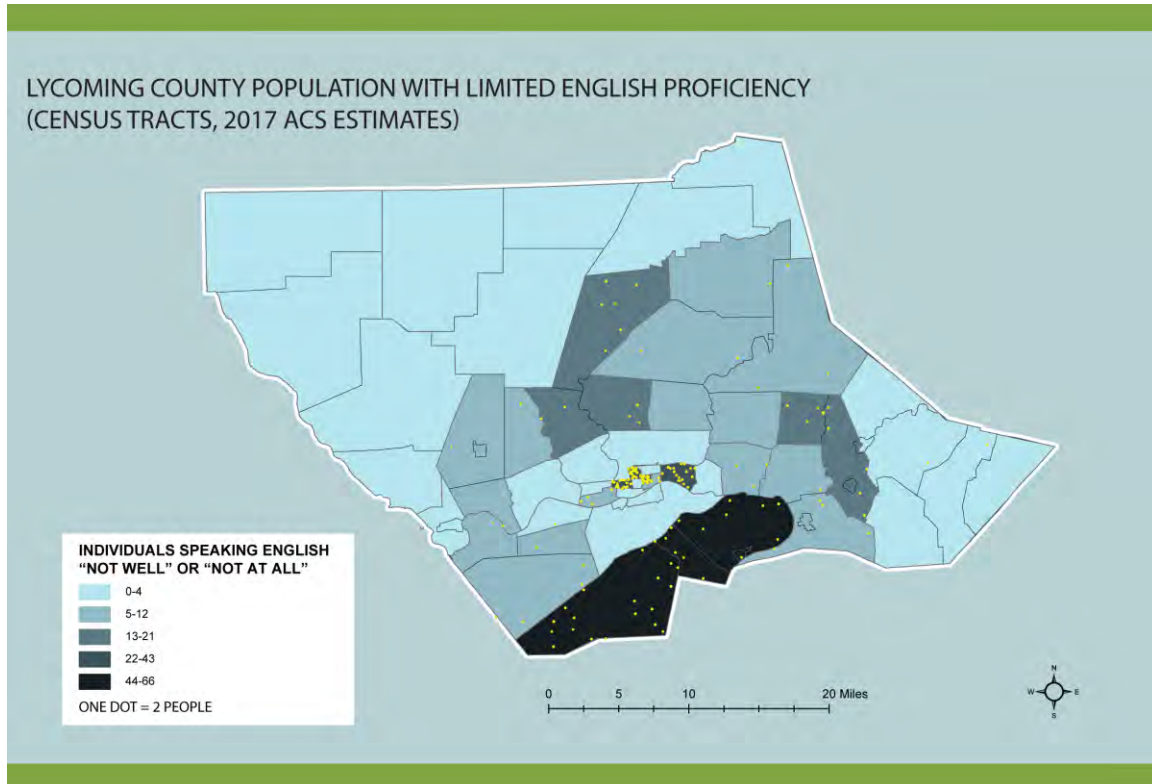 LYCOMING COUNTY POPULATION WITH LIMITED ENGLISH PROFICIENCY
(CENSUS TRACTS, 2017 ACS ESTIMATES)
INDIVIDUALS SPEAKING ENGLISH
“NOT WELL” OR “NOT AT ALL”
0-4
5-12
13-21
22-43
44-66
ONE DOT = 2 PEOPLE
0 5 10 20 Miles
N
W E
S